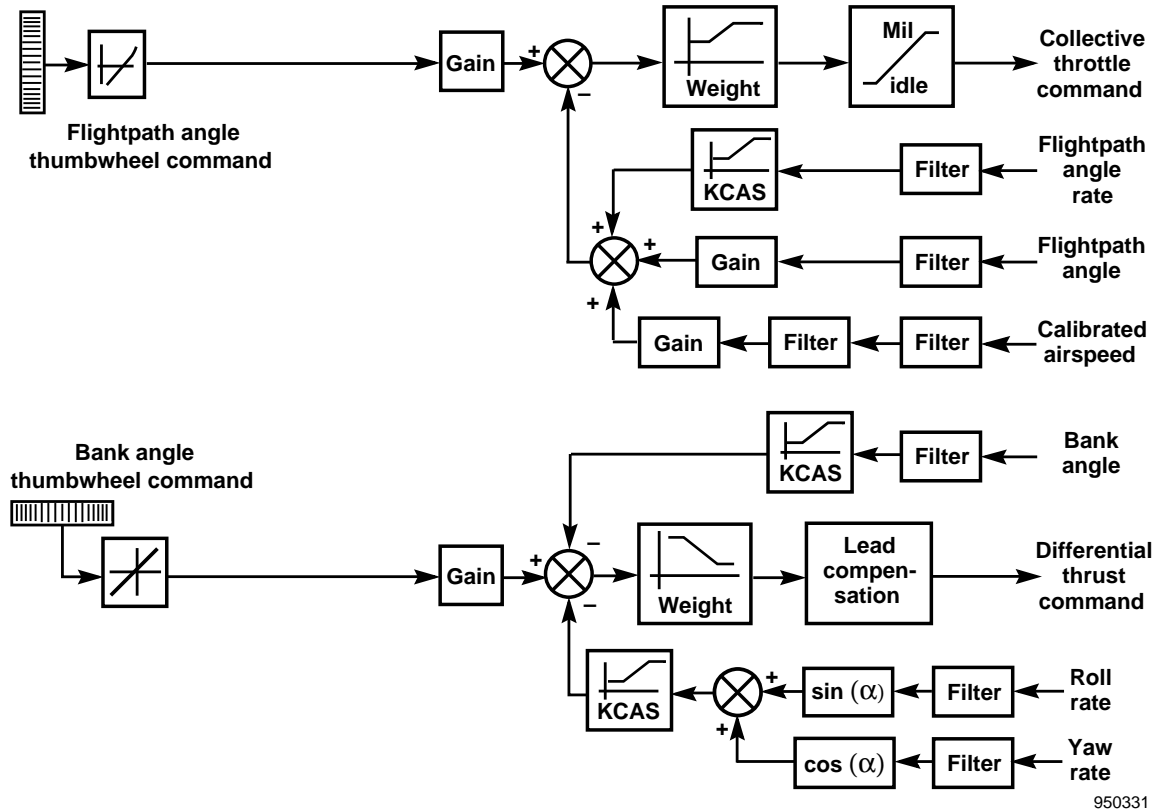 Flightpath angle
thumbwheel command
Gain
+
–
Weight
Mil
idle
Collective
throttle
command
KCAS
Filter
Flightpath
angle
rate
+
+
Gain
Filter
Flightpath
angle
+
Gain
Filter
Filter
Calibrated
airspeed
Bank angle
thumbwheel command
KCAS
Filter
Bank
angle
Gain
+
–
–
Weight
Lead
compen-
sation
Differential
thrust
command
KCAS
+
sin (α)
Filter
Roll
rate
+
cos (α)
Filter
Yaw
rate
950331